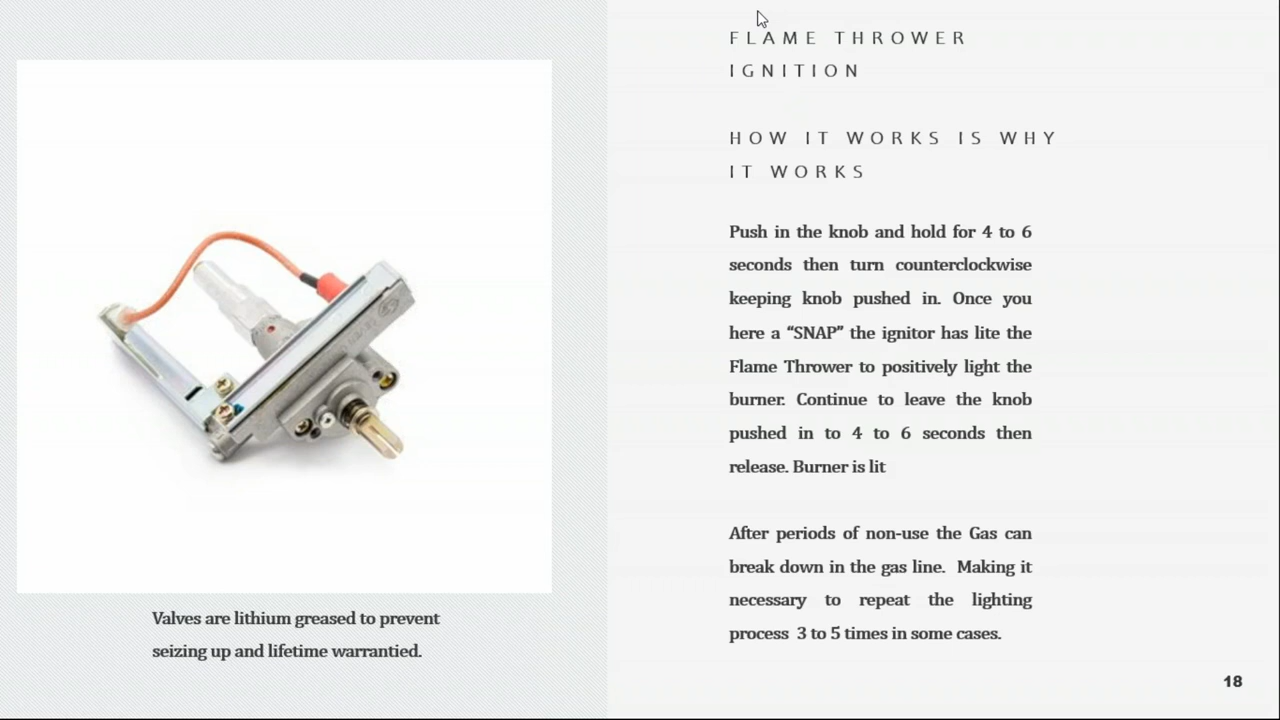 FLAME THROWER
IGNITION
HOW IT WORKS IS WHY
IT WORKS
Push in the knob and hold for 4 to 6
seconds then turn counterclockwise
keeping knob pushed in. Once you
here a “SNAP” the ignitor has lite the
Flame Thrower to positively light the
burner. Continue to leave the knob
pushed in to 4 to 6 seconds then
release. Burner is lit
After periods of non-use the Gas can
break down in the gas line.  Making it
necessary to repeat the lighting
process  3 to 5 times in some cases.
Valves are lithium greased to prevent
seizing up and lifetime warrantied.
18